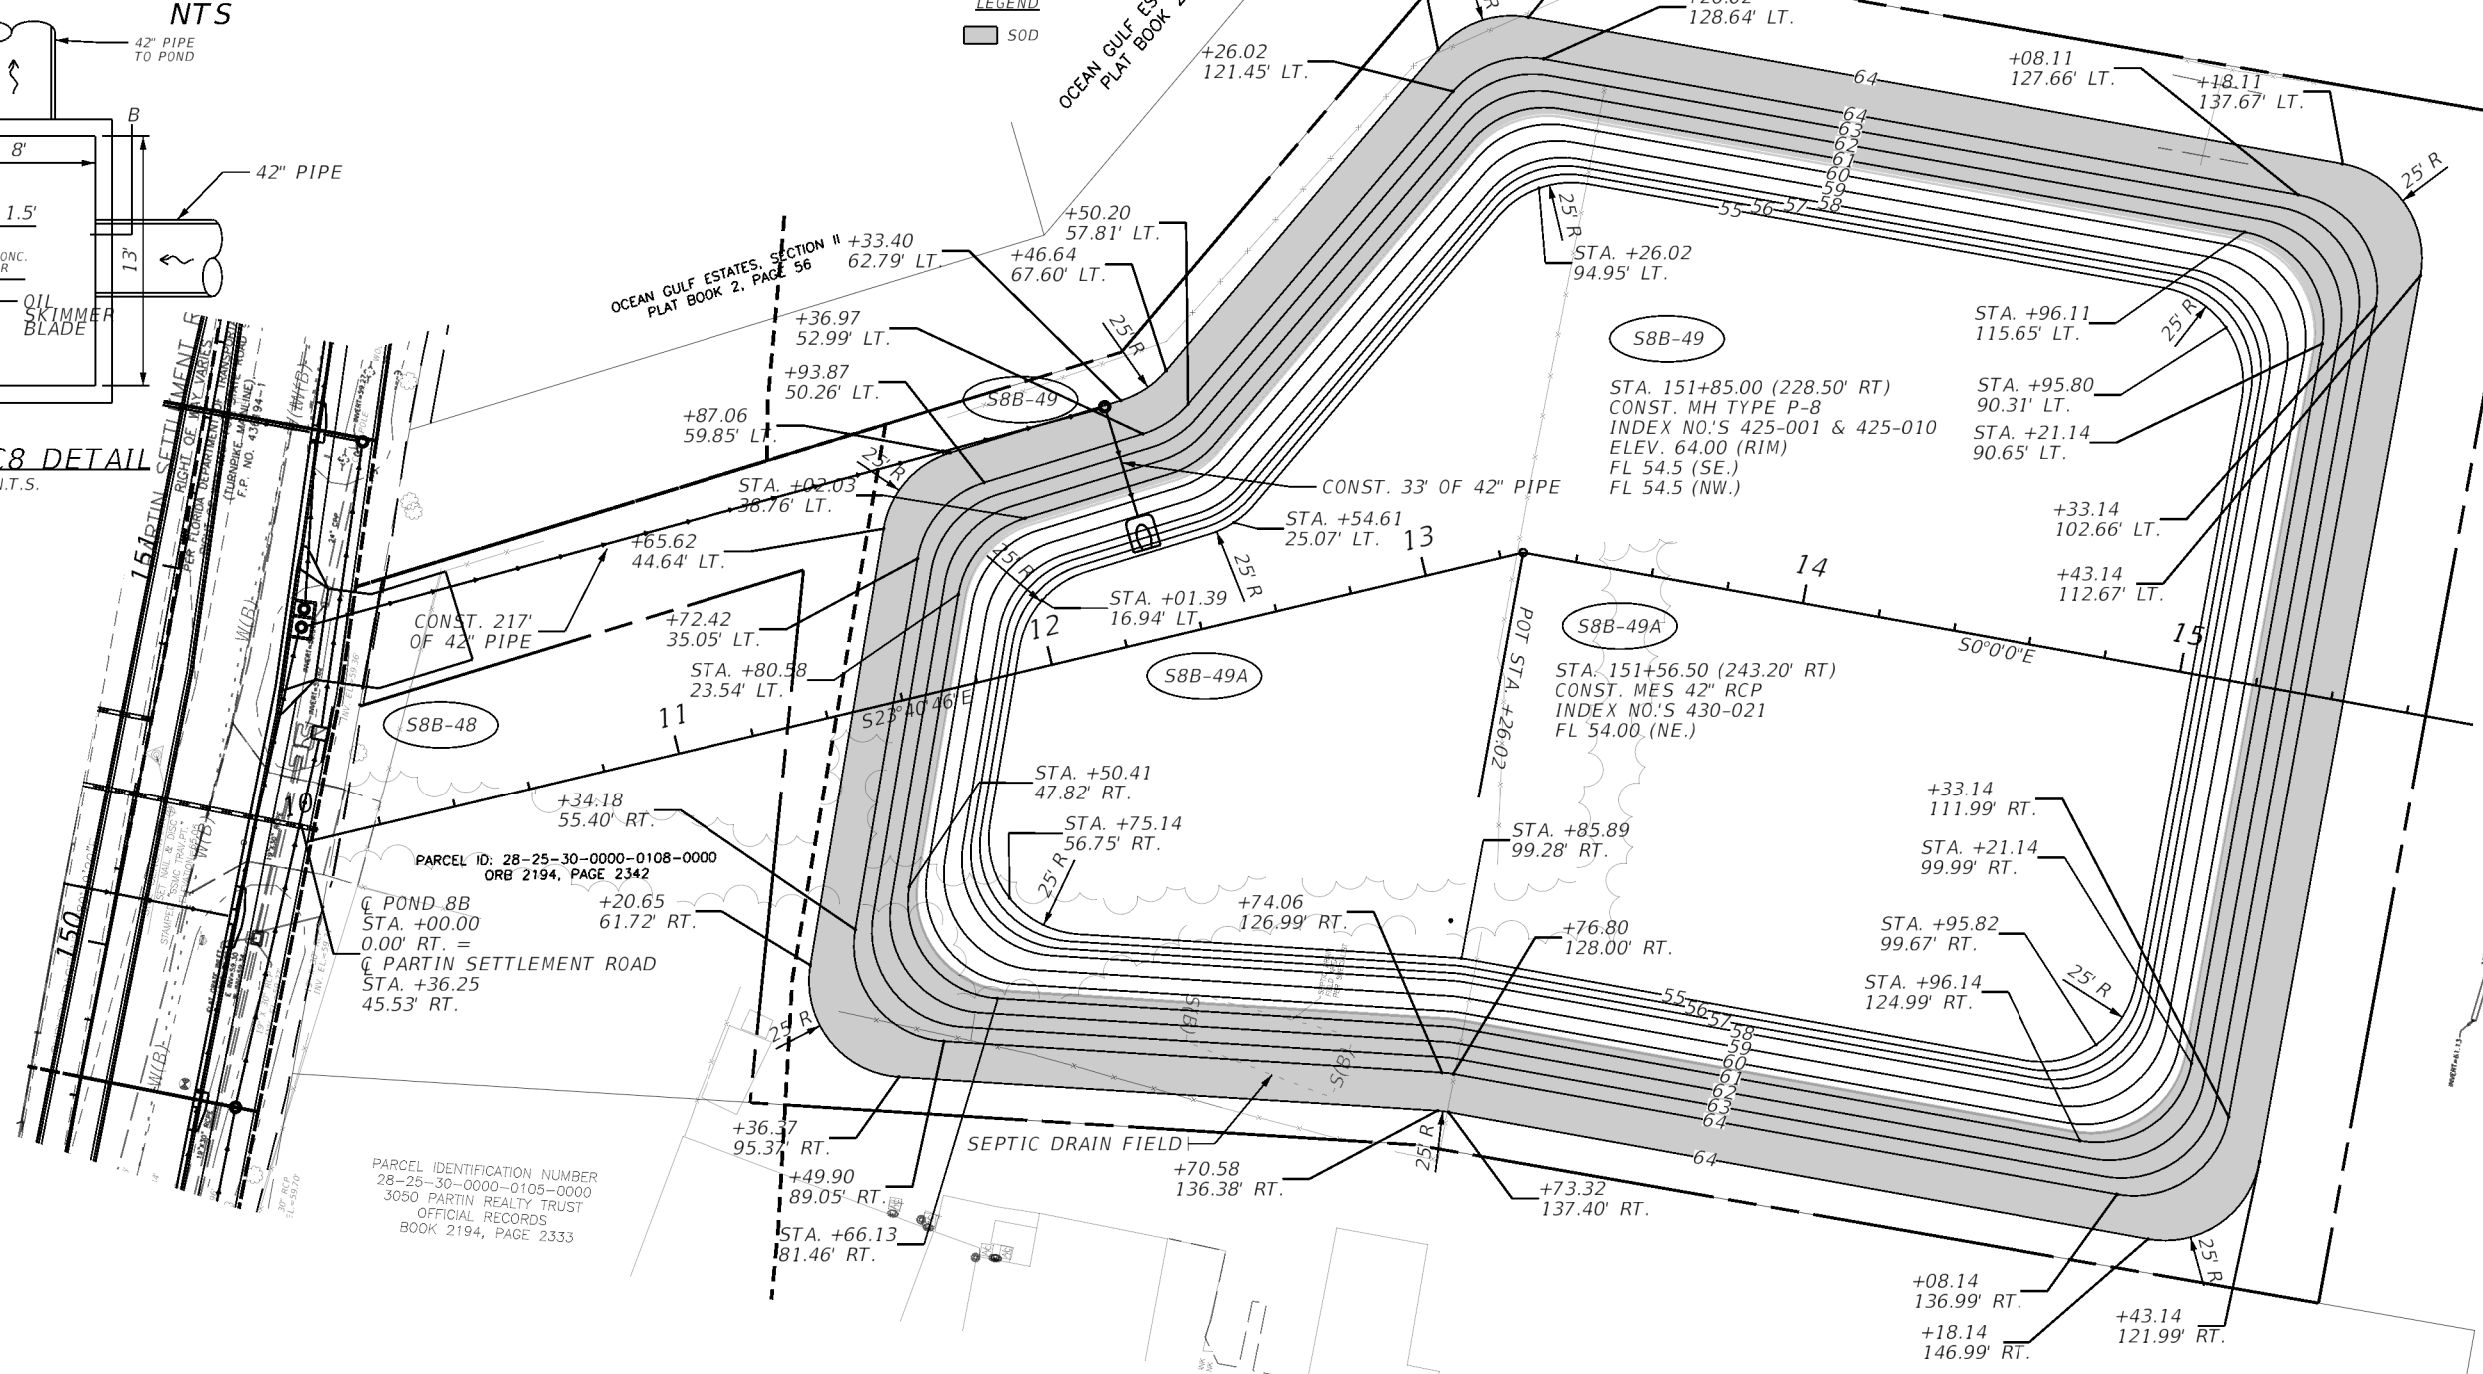 NTS
42" PIPE
TO POND
B
8'
42" PIPE
1.5'
13'
ONC.
R
OIL
SKIMMER
BLADE
C8 DETAIL
N.T.S.
LEGEND
SOD
OCEAN GULF ES
PLAT BOOK 2
128.64' LT.
+26.02
121.45' LT.
64
+08.11
127.66' LT.
+18.11
137.67' LT.
25' R
64
63
62
61
60
59
58
57
56
55
25' R
STA. +26.02
94.95' LT.
+50.20
57.81' LT.
+33.40
62.79' LT.
+46.64
67.60' LT.
OCEAN GULF ESTATES, SECTION II
PLAT BOOK 2, PAGE 56
+36.97
52.99' LT.
25' R
+93.87
50.26' LT.
S8B-49
+87.06
59.85' LT.
25' R
STA. +02.03
38.76' LT.
+65.62
44.64' LT.
CONST. 217'
OF 42" PIPE
+72.42
35.05' LT.
STA. +80.58
23.54' LT.
25' R
STA. +01.39
16.94' LT.
CONST. 33' OF 42" PIPE
STA. +54.61
25.07' LT.
25' R
S8B-49
STA. 151+85.00 (228.50' RT)
CONST. MH TYPE P-8
INDEX NO.'S 425-001 & 425-010
ELEV. 64.00 (RIM)
FL 54.5 (SE.)
FL 54.5 (NW.)
STA. +96.11
115.65' LT.
25' R
STA. +95.80
90.31' LT.
STA. +21.14
90.65' LT.
+33.14
102.66' LT.
+43.14
112.67' LT.
10
11
12
13
14
15
S23°40'46"E
S0°0'0"E
POT STA. +26.02
S8B-48
S8B-49A
S8B-49A
STA. 151+56.50 (243.20' RT)
CONST. MES 42" RCP
INDEX NO.'S 430-021
FL 54.00 (NE.)
151
150
PARTIN SETTLEMENT R
RIGHT OF WAY VARIES
(TURNPIKE MAINLINE),
W(B)
W(B)
W(B)
W(B)
+34.18
55.40' RT.
STA. +50.41
47.82' RT.
STA. +75.14
56.75' RT.
25' R
STA. +85.89
99.28' RT.
PARCEL ID: 28-25-30-0000-0108-0000
ORB 2194, PAGE 2342
+20.65
61.72' RT.
℄ POND 8B
STA. +00.00
0.00' RT. =
℄ PARTIN SETTLEMENT ROAD
STA. +36.25
45.53' RT.
+74.06
126.99' RT.
+76.80
128.00' RT.
+33.14
111.99' RT.
+21.14
99.99' RT.
STA. +95.82
99.67' RT.
25' R
STA. +96.14
124.99' RT.
S(B)
S(B)
55
56
57
58
59
60
61
62
63
64
64
25 R
+36.37
95.37' RT.
SEPTIC DRAIN FIELD
25' R
+49.90
89.05' RT.
+70.58
136.38' RT.
+73.32
137.40' RT.
STA. +66.13
81.46' RT.
PARCEL IDENTIFICATION NUMBER
28-25-30-0000-0105-0000
3050 PARTIN REALTY TRUST
OFFICIAL RECORDS
BOOK 2194, PAGE 2333
25' R
+08.14
136.99' RT.
+18.14
146.99' RT.
+43.14
121.99' RT.
INVERT=61.13